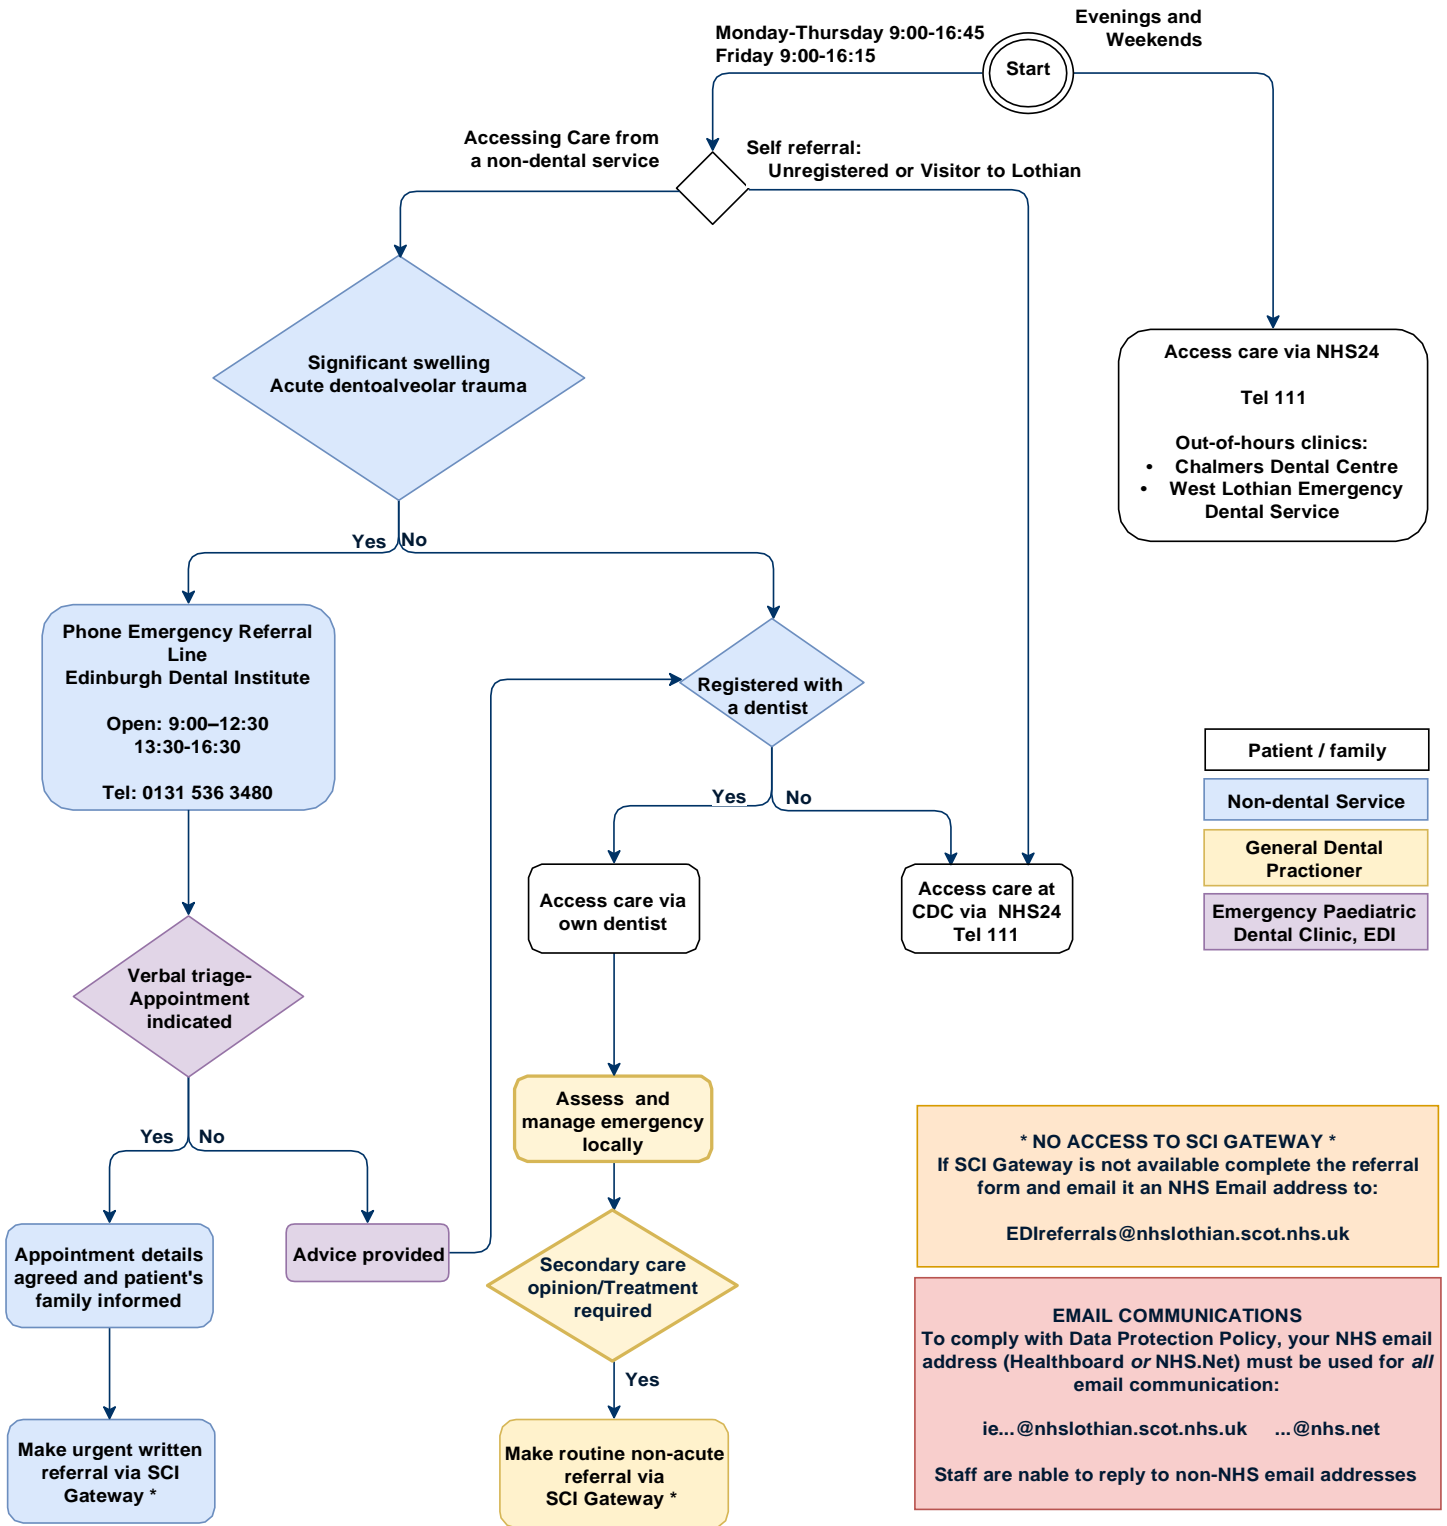 Evenings and
Weekends
Monday-Thursday 9:00-16:45
Friday 9:00-16:15
Start
Accessing Care from
a non-dental service
Self referral:
Unregistered or Visitor to Lothian
Significant swelling
Acute dentoalveolar trauma
Access care via NHS24
Tel 111
Out-of-hours clinics:
• Chalmers Dental Centre
• West Lothian Emergency
Dental Service
Yes
No
Phone Emergency Referral
Line
Edinburgh Dental Institute
Open: 9:00–12:30
13:30-16:30
Tel: 0131 536 3480
Registered with
a dentist
Patient / family
Non-dental Service
General Dental
Practioner
Emergency Paediatric
Dental Clinic, EDI
Yes
No
Access care via
own dentist
Access care at
CDC via NHS24
Tel 111
Verbal triage-
Appointment
indicated
Yes
No
Assess and
manage emergency
locally
Appointment details
agreed and patient's
family informed
Advice provided
Secondary care
opinion/Treatment
required
Yes
Make urgent written
referral via SCI
Gateway *
Make routine non-acute
referral via
SCI Gateway *
* NO ACCESS TO SCI GATEWAY *
If SCI Gateway is not available complete the referral
form and email it an NHS Email address to:
EDIreferrals@nhslothian.scot.nhs.uk
EMAIL COMMUNICATIONS
To comply with Data Protection Policy, your NHS email
address (Healthboard or NHS.Net) must be used for all
email communication:
ie...@nhslothian.scot.nhs.uk ...@nhs.net
Staff are nable to reply to non-NHS email addresses